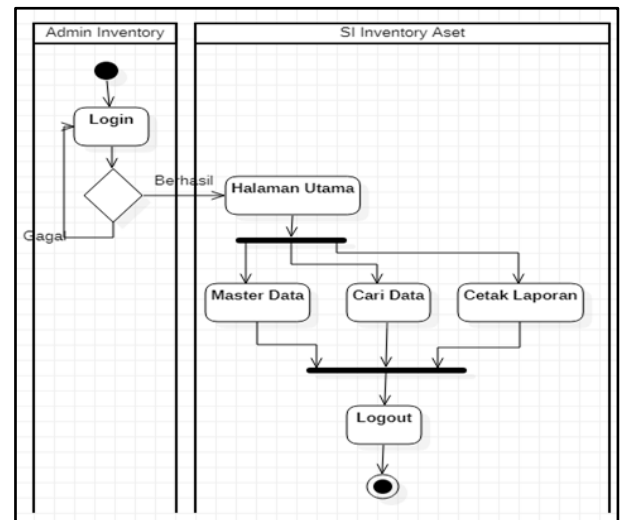 Admin Inventory
SI Inventory Aset
Login
Berhasil
Halaman Utama
Gagal
Master Data
Cari Data
Cetak Laporan
Logout